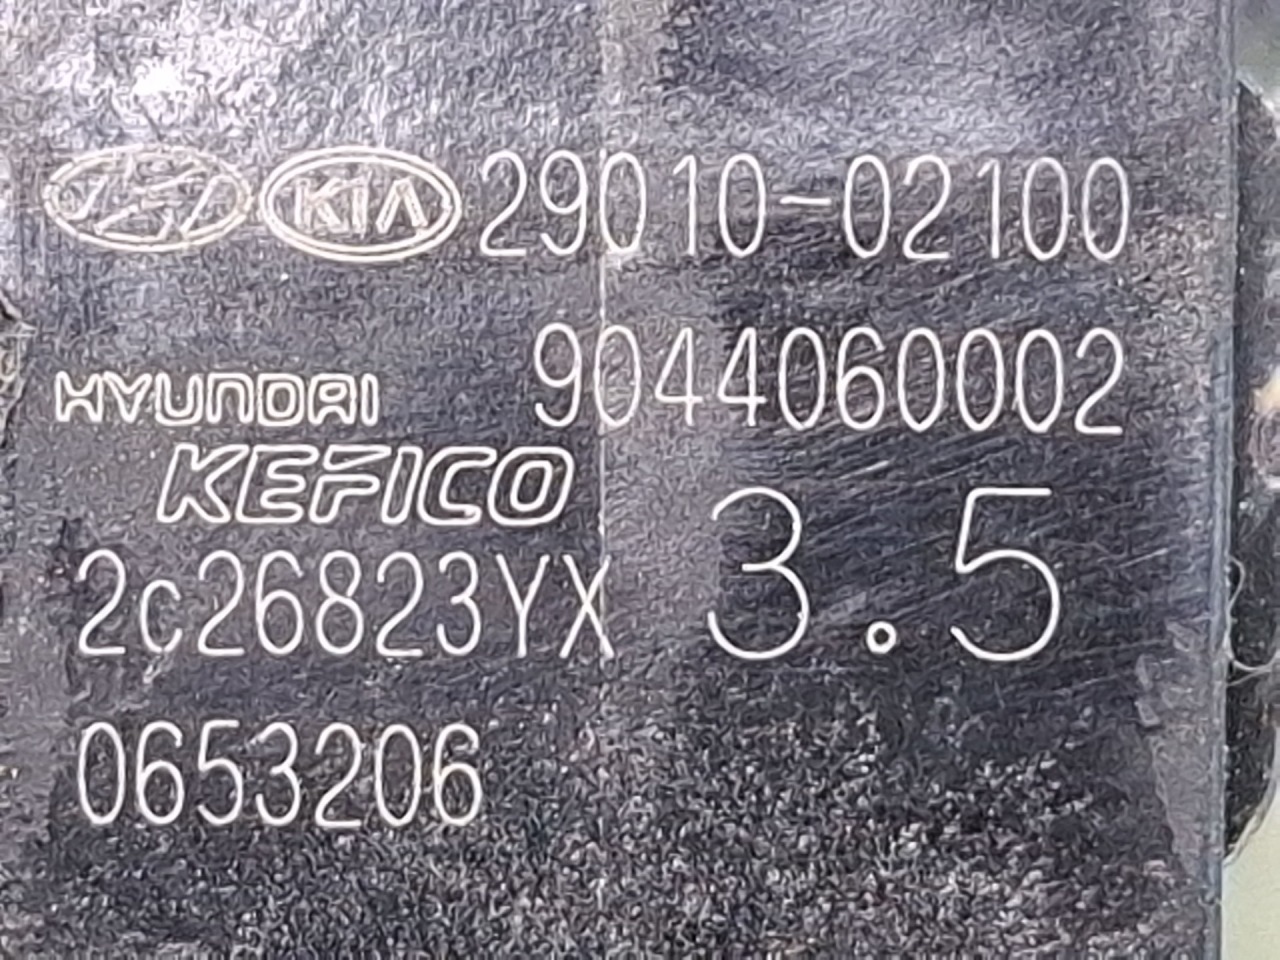 KIA 29010-02100
9044060002
HYUNDAI
KEFICO
3.5
2c26823YX
0653206